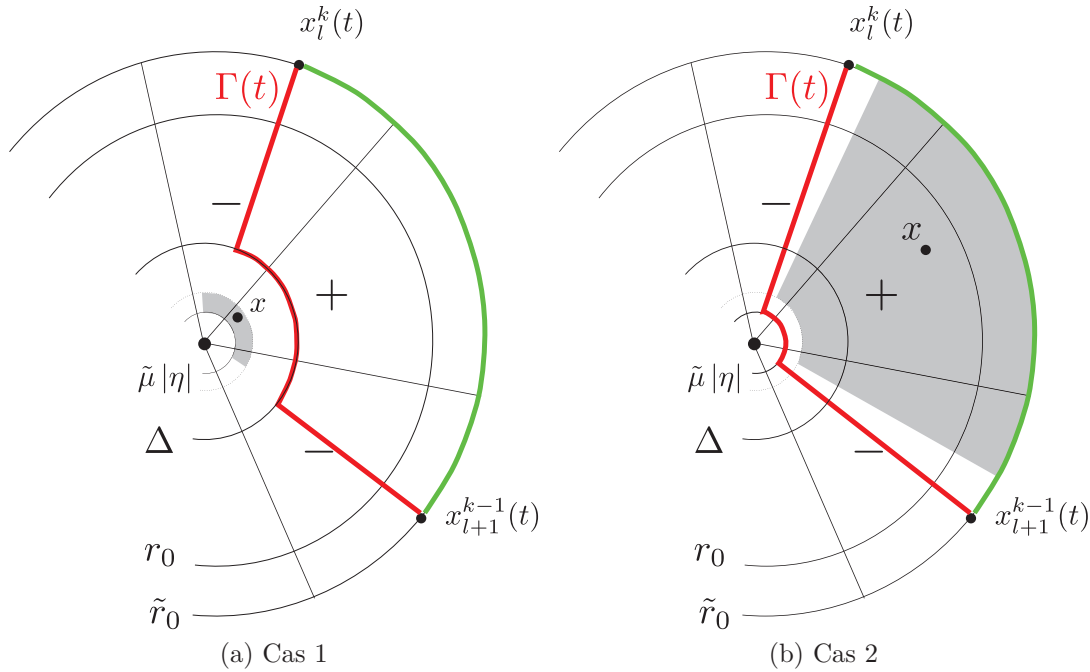 x_l^k(t)
Γ(t)
−
+
x
μ̃ |η|
Δ
−
x_{l+1}^{k−1}(t)
r_0
r̃_0
(a) Cas 1
x_l^k(t)
Γ(t)
−
x
+
μ̃ |η|
Δ
−
x_{l+1}^{k−1}(t)
r_0
r̃_0
(b) Cas 2